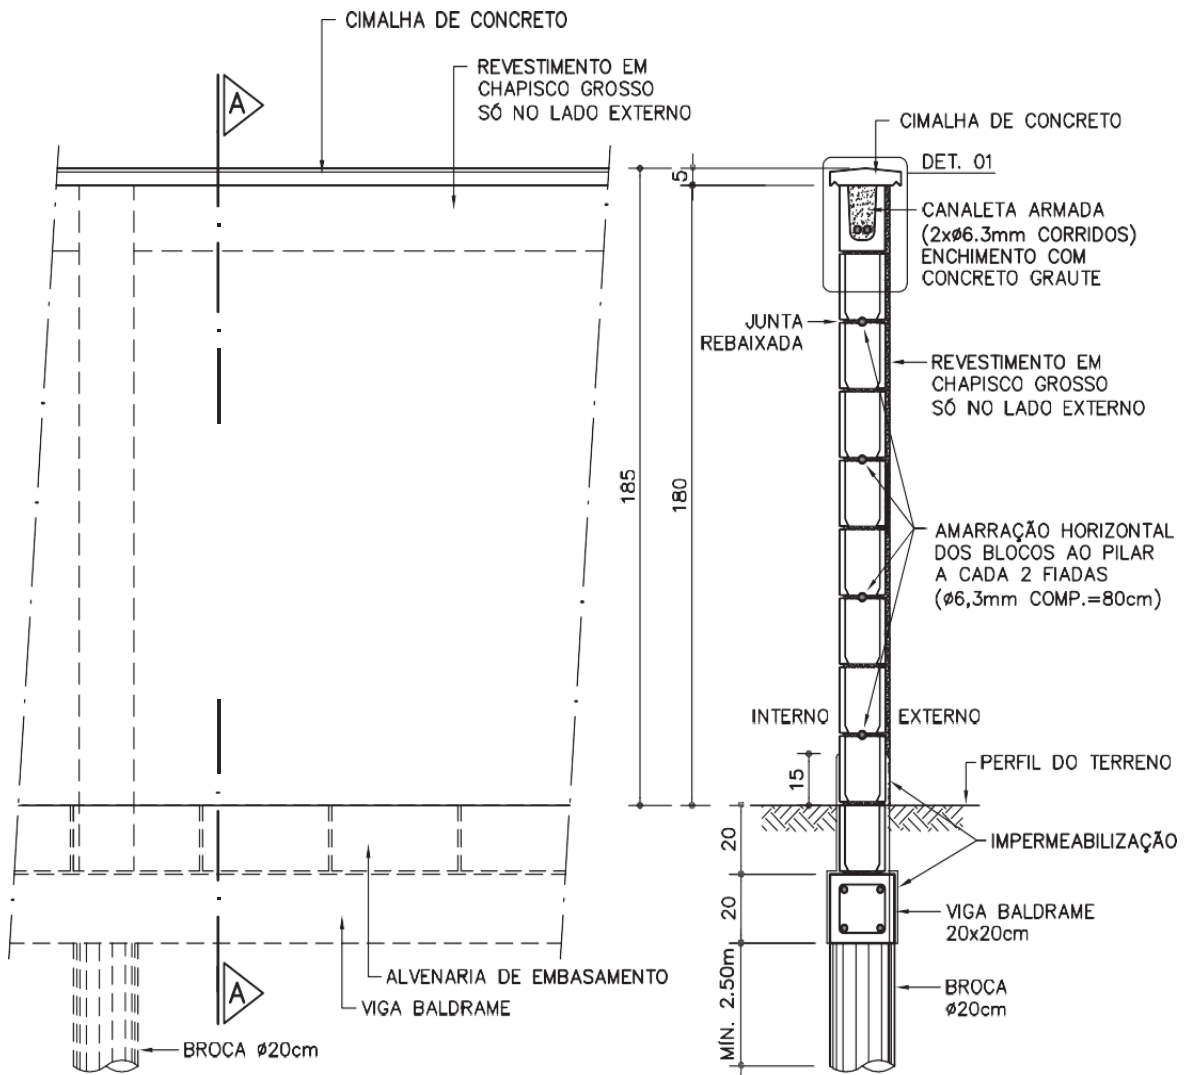 CIMALHA DE CONCRETO
REVESTIMENTO EM
CHAPISCO GROSSO
SÓ NO LADO EXTERNO
A
A
ALVENARIA DE EMBASAMENTO
VIGA BALDRAME
BROCA ø20cm
185
180
5
CIMALHA DE CONCRETO
DET. 01
CANALETA ARMADA
(2xø6.3mm CORRIDOS)
ENCHIMENTO COM
CONCRETO GRAUTE
JUNTA
REBAIXADA
REVESTIMENTO EM
CHAPISCO GROSSO
SÓ NO LADO EXTERNO
AMARRAÇÃO HORIZONTAL
DOS BLOCOS AO PILAR
A CADA 2 FIADAS
(ø6,3mm COMP.=80cm)
INTERNO
EXTERNO
15
PERFIL DO TERRENO
20
IMPERMEABILIZAÇÃO
20
VIGA BALDRAME
20x20cm
MÍN. 2.50m
BROCA
ø20cm